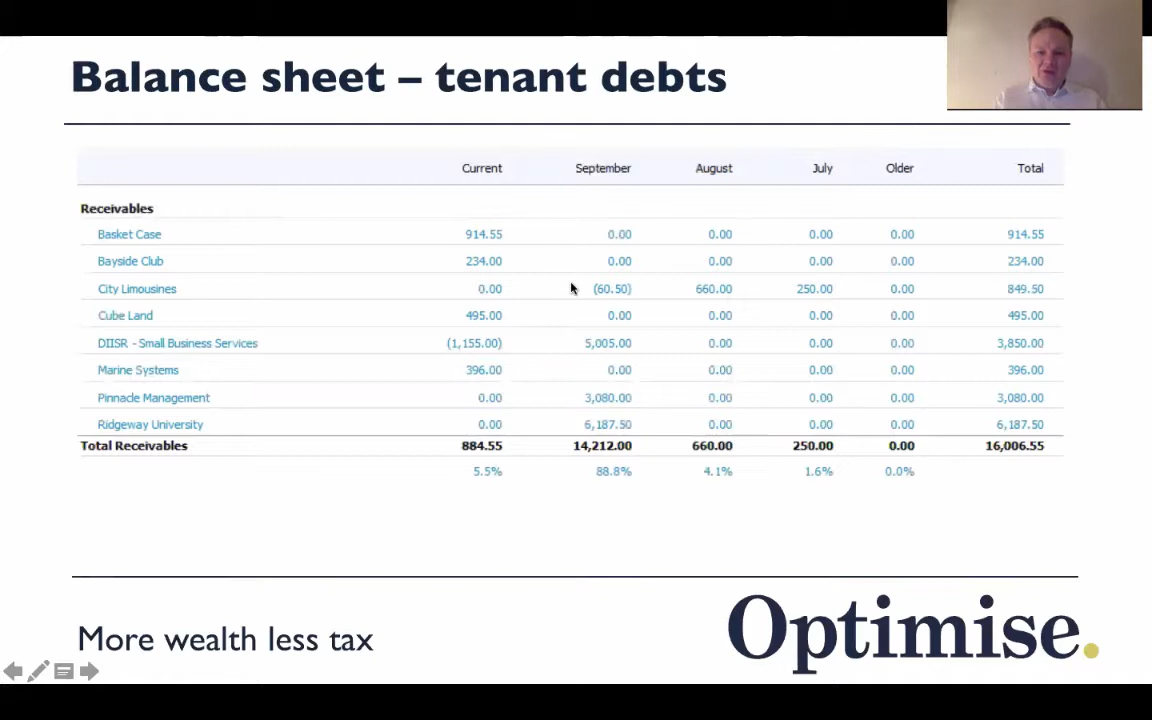 Balance sheet – tenant debts
Current September August July Older Total
Receivables
Basket Case 914.55 0.00 0.00 0.00 0.00 914.55
Bayside Club 234.00 0.00 0.00 0.00 0.00 234.00
City Limousines 0.00 (60.50) 660.00 250.00 0.00 849.50
Cube Land 495.00 0.00 0.00 0.00 0.00 495.00
DIISR - Small Business Services (1,155.00) 5,005.00 0.00 0.00 0.00 3,850.00
Marine Systems 396.00 0.00 0.00 0.00 0.00 396.00
Pinnacle Management 0.00 3,080.00 0.00 0.00 0.00 3,080.00
Ridgeway University 0.00 6,187.50 0.00 0.00 0.00 6,187.50
Total Receivables 884.55 14,212.00 660.00 250.00 0.00 16,006.55
5.5% 88.8% 4.1% 1.6% 0.0%
More wealth less tax
Optimise.